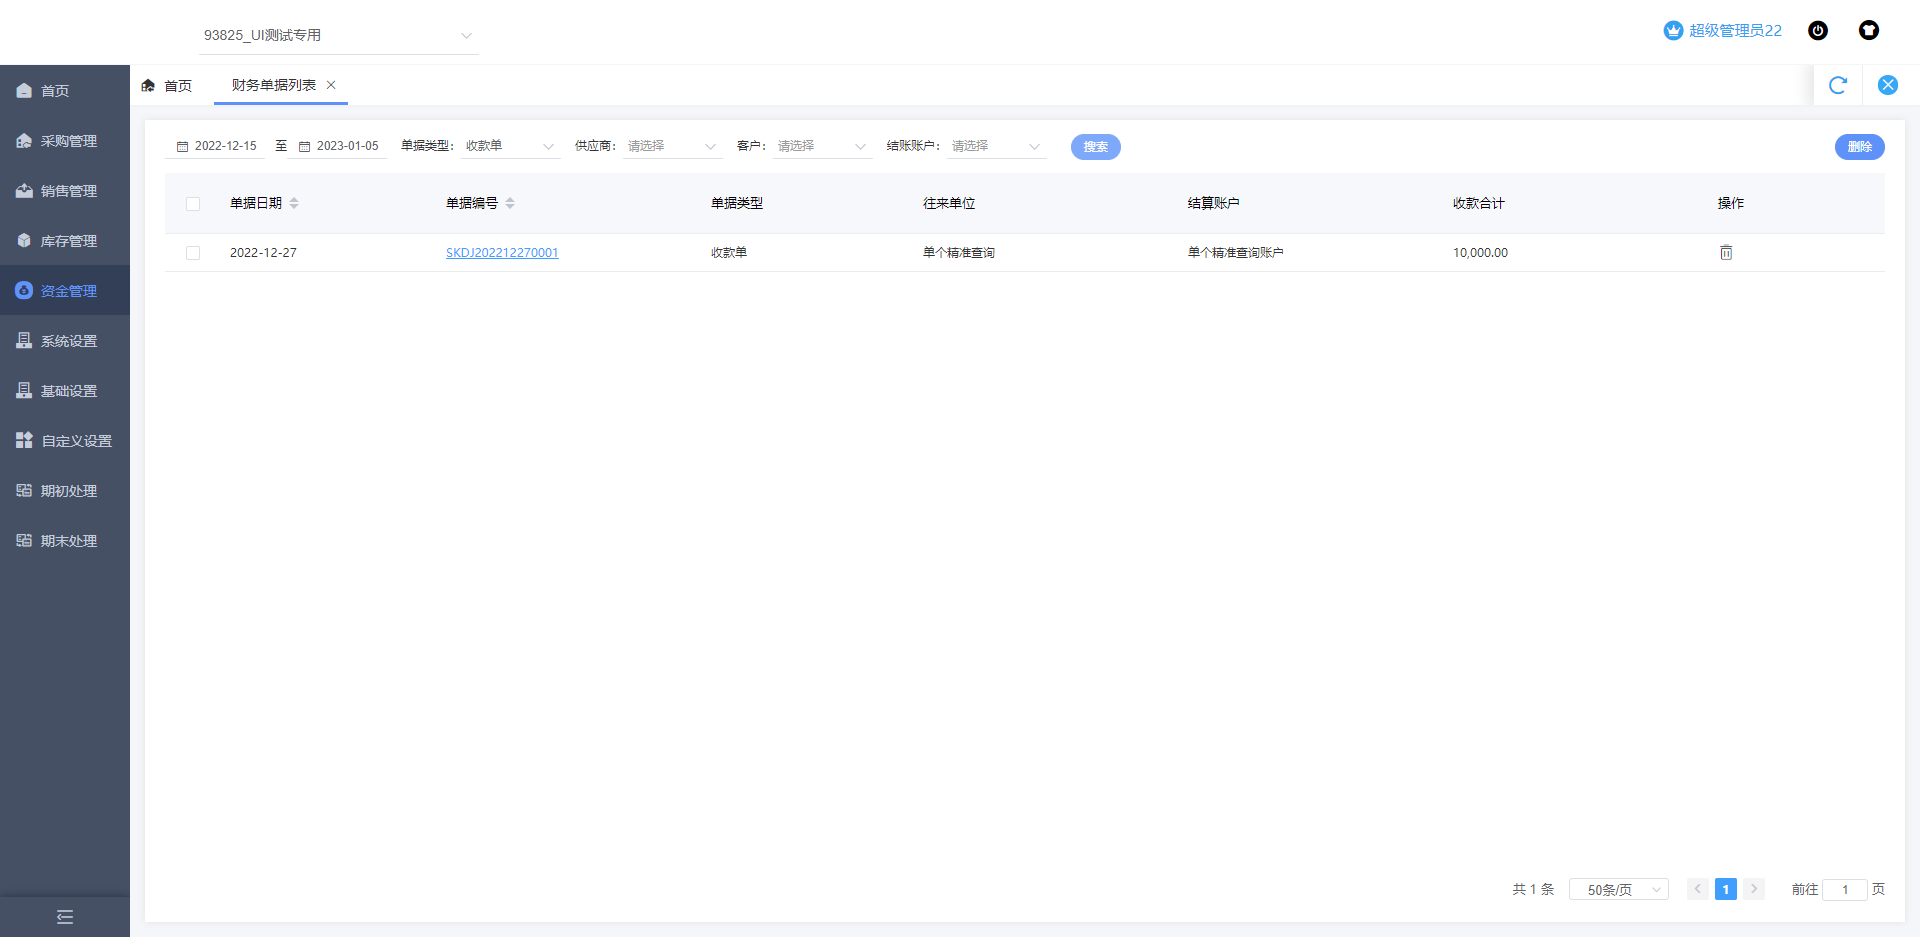 93825_UI测试专用
超级管理员22
首页
采购管理
销售管理
库存管理
资金管理
系统设置
基础设置
自定义设置
期初处理
期末处理
首页 财务单据列表
2022-12-15 至 2023-01-05 单据类型: 收款单 供应商: 请选择 客户: 请选择 结账账户: 请选择 搜索 删除
单据日期 单据编号 单据类型 往来单位 结算账户 收款合计 操作
2022-12-27 SKDJ202212270001 收款单 单个精准查询 单个精准查询账户 10,000.00
共 1 条 50条/页 1 前往 1 页